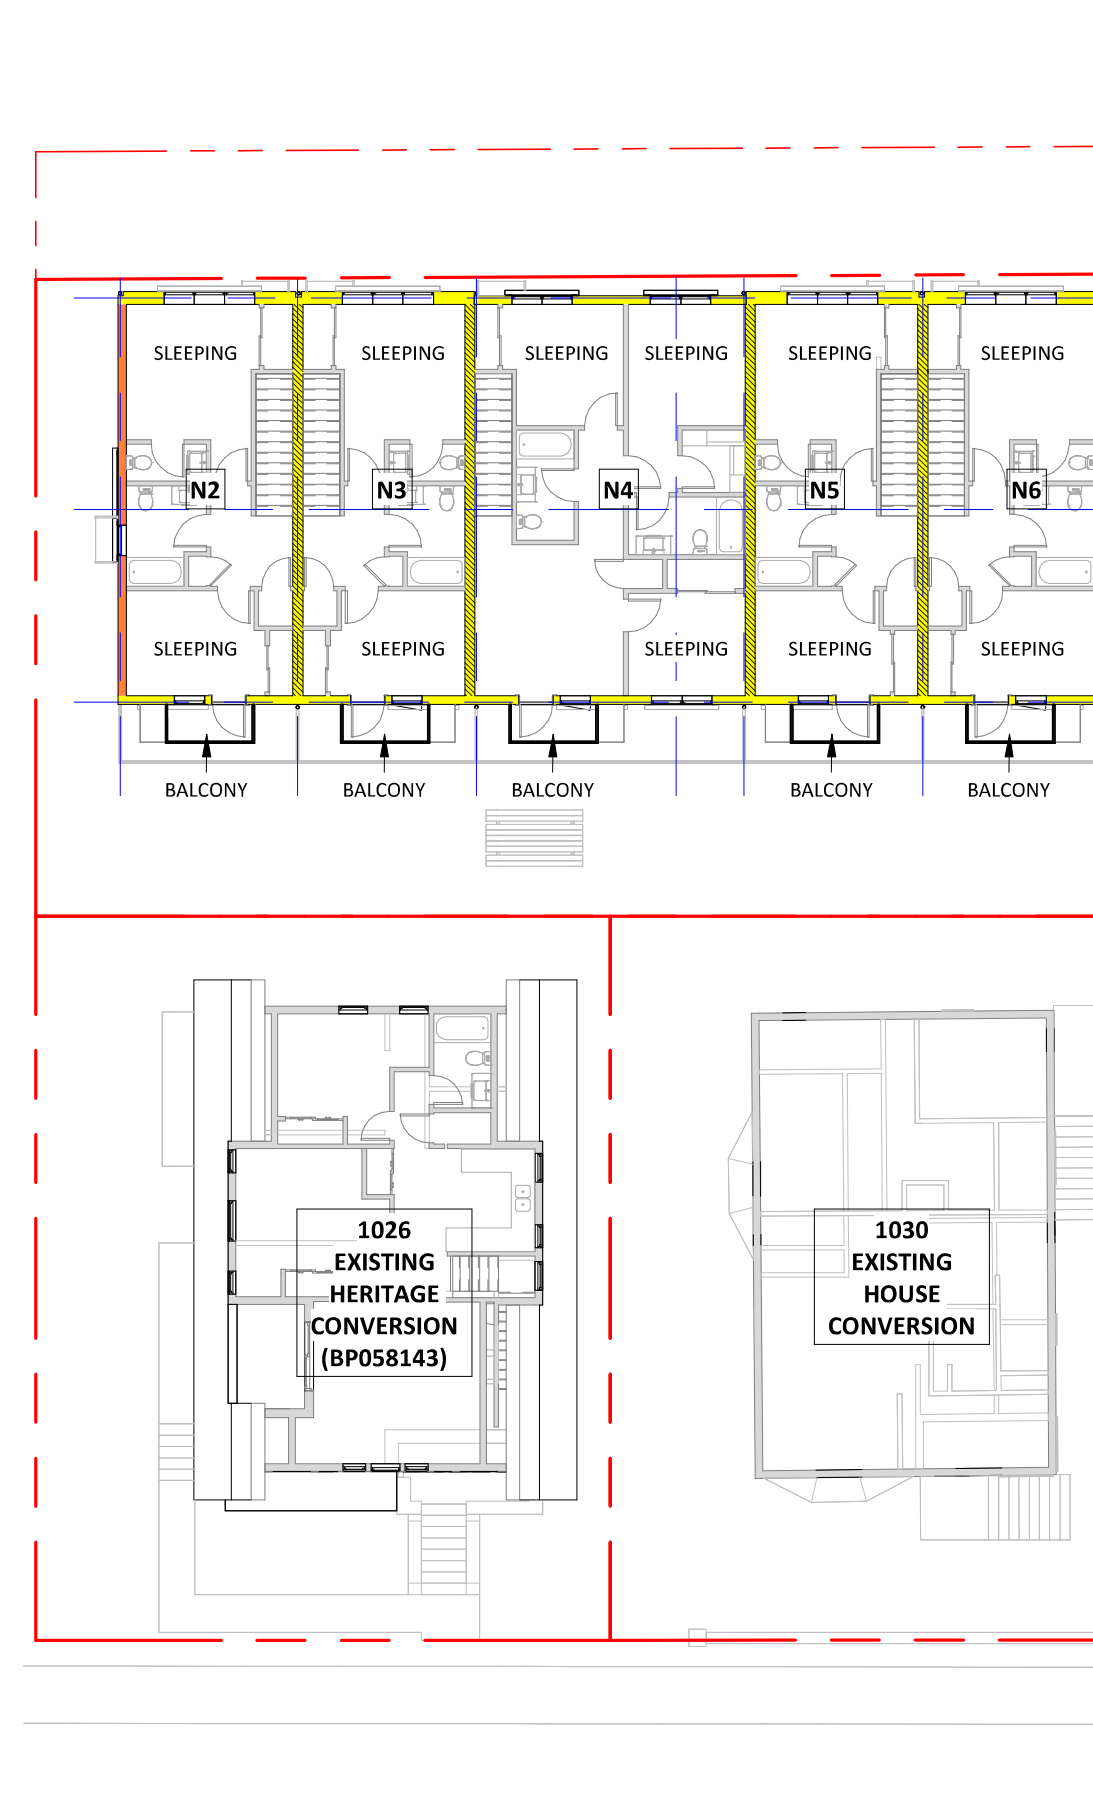 SLEEPING SLEEPING SLEEPING SLEEPING SLEEPING SLEEPING
N2 N3 N4 N5 N6
SLEEPING SLEEPING SLEEPING SLEEPING SLEEPING
BALCONY BALCONY BALCONY BALCONY BALCONY
1026
EXISTING
HERITAGE
CONVERSION
(BP058143)
1030
EXISTING
HOUSE
CONVERSION